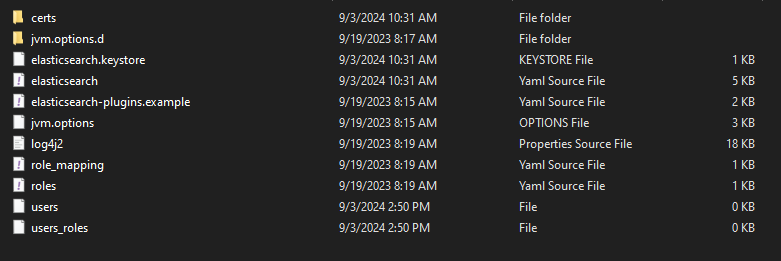 certs 9/3/2024 10:31 AM File folder
jvm.options.d 9/19/2023 8:17 AM File folder
elasticsearch.keystore 9/3/2024 10:31 AM KEYSTORE File 1 KB
elasticsearch 9/3/2024 10:31 AM Yaml Source File 5 KB
elasticsearch-plugins.example 9/19/2023 8:15 AM Yaml Source File 2 KB
jvm.options 9/19/2023 8:15 AM OPTIONS File 3 KB
log4j2 9/19/2023 8:19 AM Properties Source File 18 KB
role_mapping 9/19/2023 8:19 AM Yaml Source File 1 KB
roles 9/19/2023 8:19 AM Yaml Source File 1 KB
users 9/3/2024 2:50 PM File 0 KB
users_roles 9/3/2024 2:50 PM File 0 KB